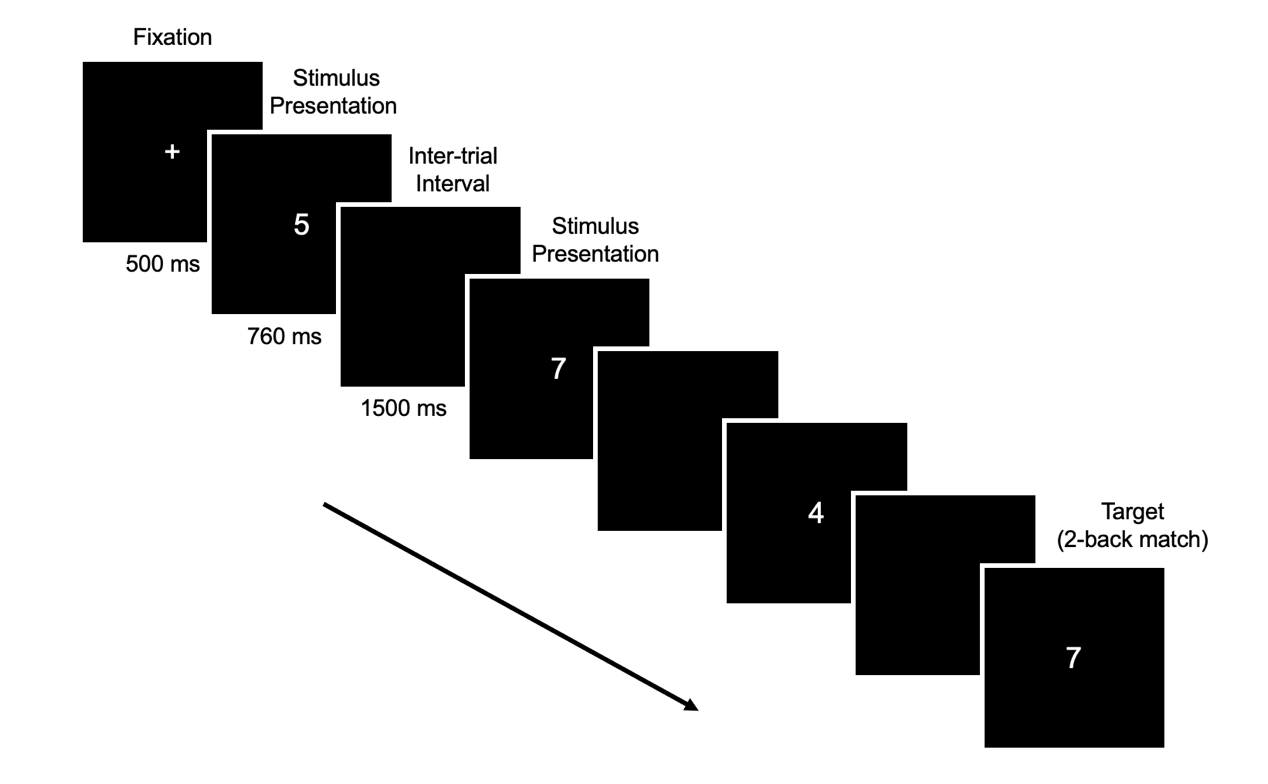 Fixation
+
500 ms
Stimulus
Presentation
5
760 ms
Inter-trial
Interval
1500 ms
Stimulus
Presentation
7
4
Target
(2-back match)
7